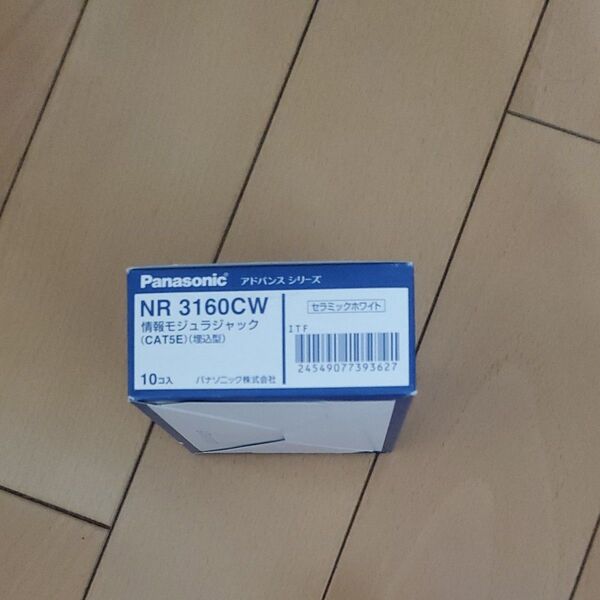 Panasonic アドバンス シリーズ
NR 3160CW
情報モジュラジャック
(CAT5E)(埋込型)
10コ入
パナソニック株式会社
セラミックホワイト
ITF
24549077393627